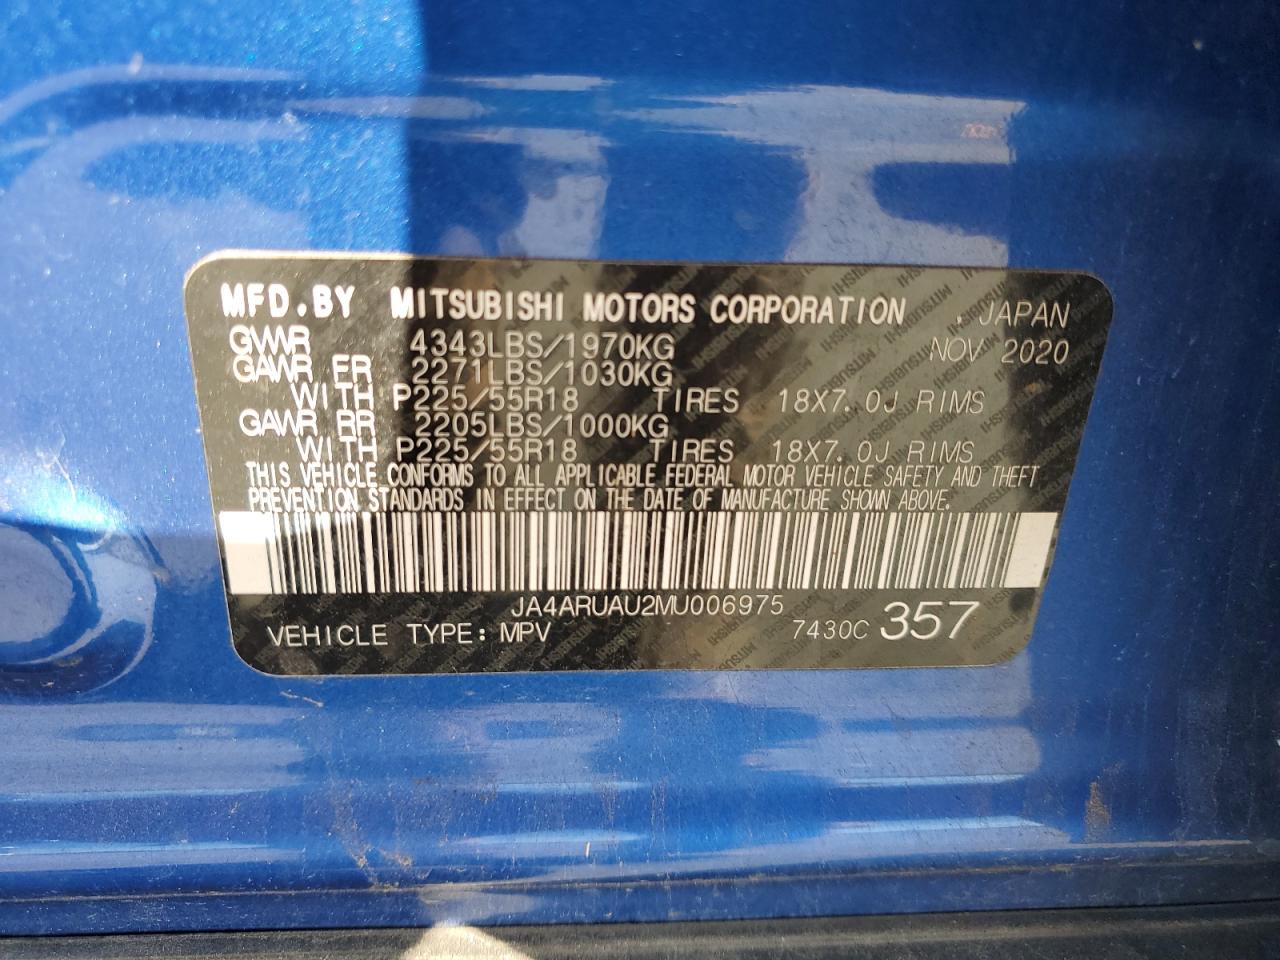 MFD.BY MITSUBISHI MOTORS CORPORATION . JAPAN
GVWR 4343LBS/1970KG NOV 2020
GAWR FR 2271LBS/1030KG
WITH P225/55R18 TIRES 18X7.0J RIMS
GAWR RR 2205LBS/1000KG
WITH P225/55R18 TIRES 18X7.0J RIMS
THIS VEHICLE CONFORMS TO ALL APPLICABLE FEDERAL MOTOR VEHICLE SAFETY AND THEFT
PREVENTION STANDARDS IN EFFECT ON THE DATE OF MANUFACTURE SHOWN ABOVE.
JA4ARUAU2MU006975
VEHICLE TYPE: MPV 7430C 357